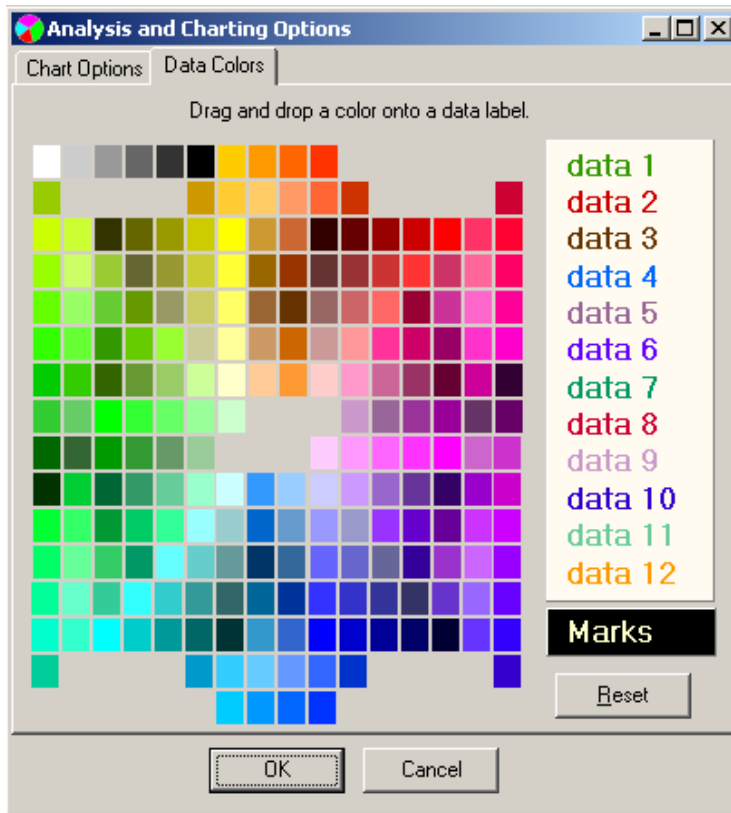 Analysis and Charting Options
Chart Options Data Colors
Drag and drop a color onto a data label.
data 1
data 2
data 3
data 4
data 5
data 6
data 7
data 8
data 9
data 10
data 11
data 12
Marks
Reset
OK Cancel